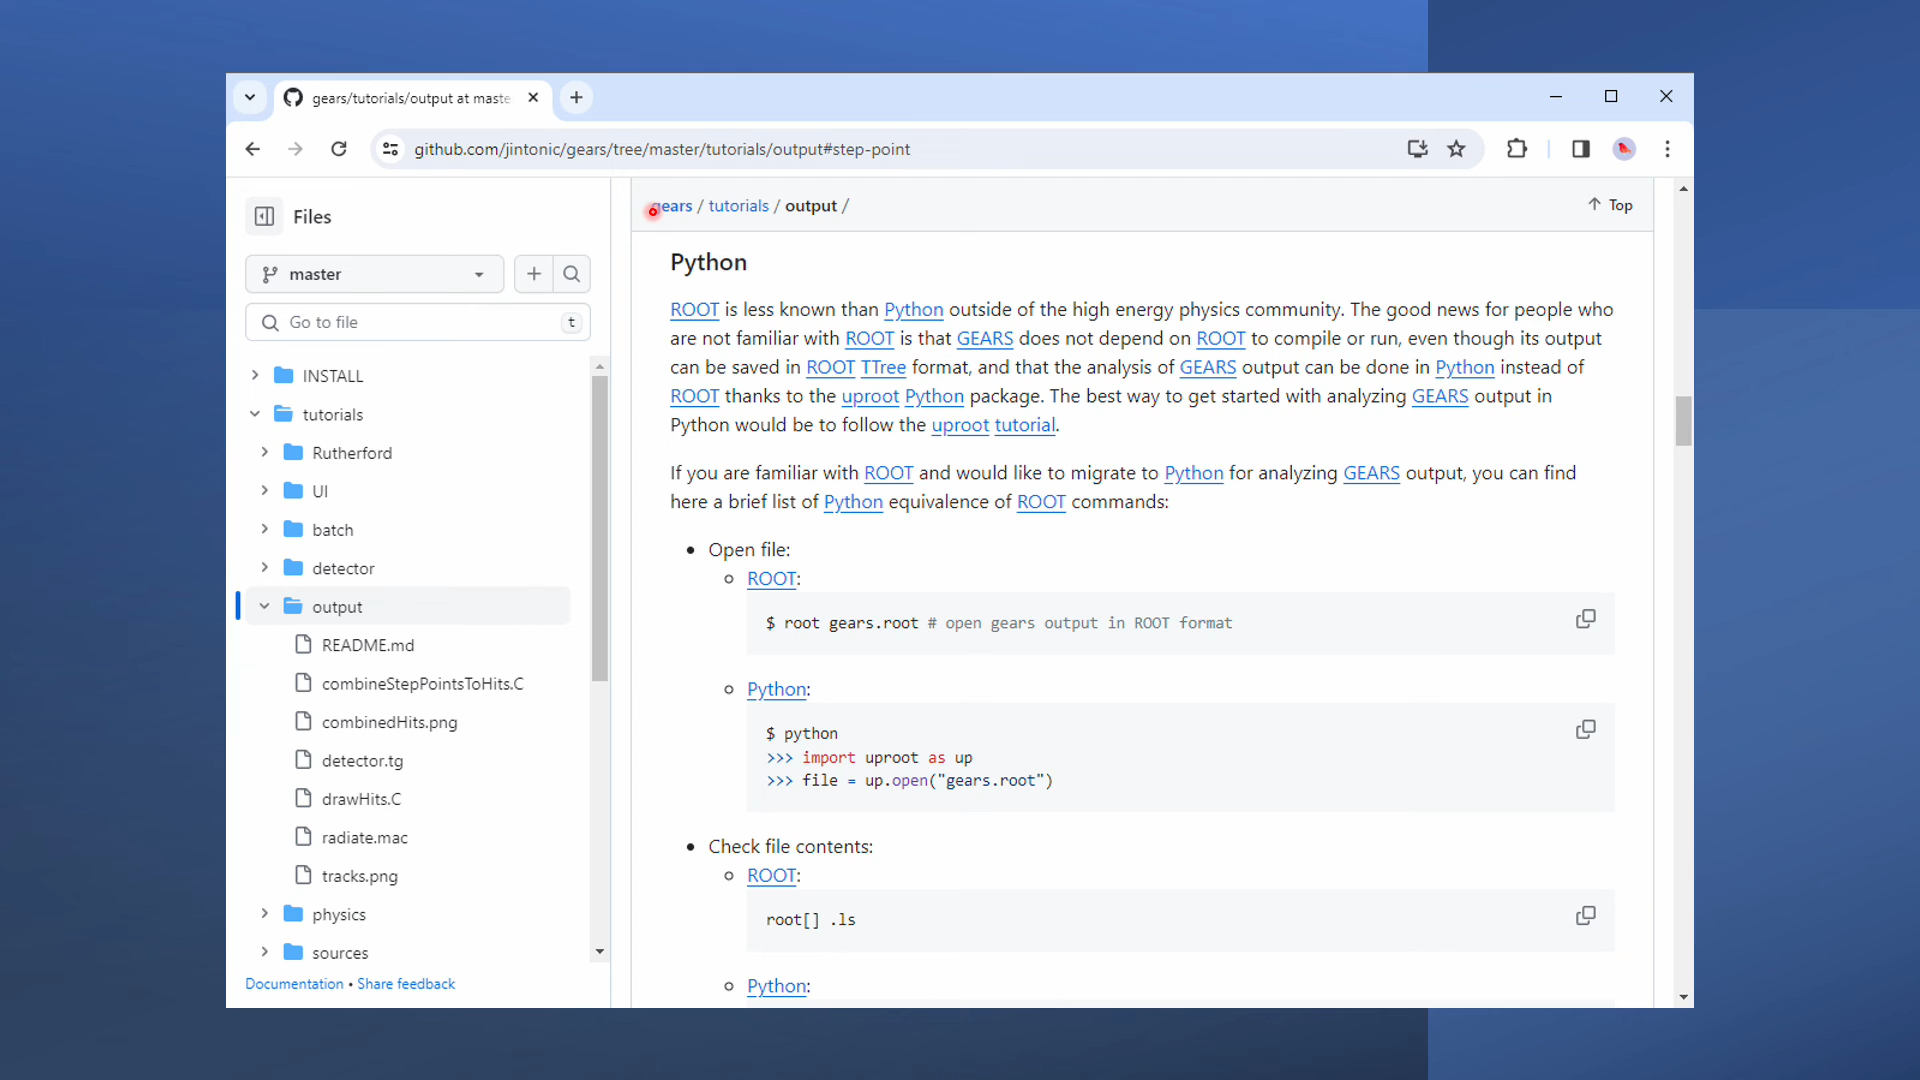 gears/tutorials/output at maste
github.com/jintonic/gears/tree/master/tutorials/output#step-point
Files
master
Go to file
t
INSTALL
tutorials
Rutherford
UI
batch
detector
output
README.md
combineStepPointsToHits.C
combinedHits.png
detector.tg
drawHits.C
radiate.mac
tracks.png
physics
sources
Documentation • Share feedback
gears / tutorials / output /
Top
Python
ROOT is less known than Python outside of the high energy physics community. The good news for people who
are not familiar with ROOT is that GEARS does not depend on ROOT to compile or run, even though its output
can be saved in ROOT TTree format, and that the analysis of GEARS output can be done in Python instead of
ROOT thanks to the uproot Python package. The best way to get started with analyzing GEARS output in
Python would be to follow the uproot tutorial.
If you are familiar with ROOT and would like to migrate to Python for analyzing GEARS output, you can find
here a brief list of Python equivalence of ROOT commands:
• Open file:
◦ ROOT:
$ root gears.root # open gears output in ROOT format
◦ Python:
$ python
>>> import uproot as up
>>> file = up.open("gears.root")
• Check file contents:
◦ ROOT:
root[] .ls
◦ Python: